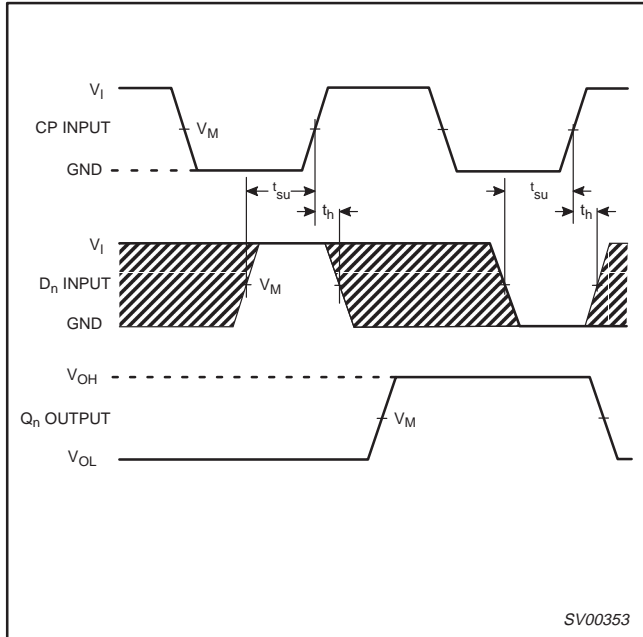 V_I
CP INPUT
V_M
GND
t_su
t_su
t_h
t_h
V_I
D_n INPUT
V_M
GND
V_OH
Q_n OUTPUT
V_M
V_OL
SV00353